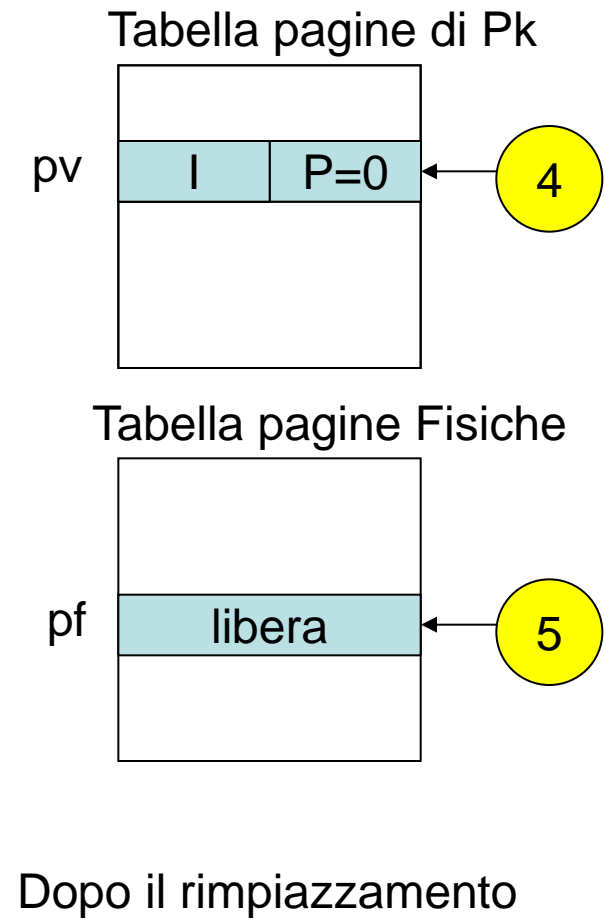 Tabella pagine di Pk
pv I P=0 4
Tabella pagine Fisiche
pf libera 5
Dopo il rimpiazzamento